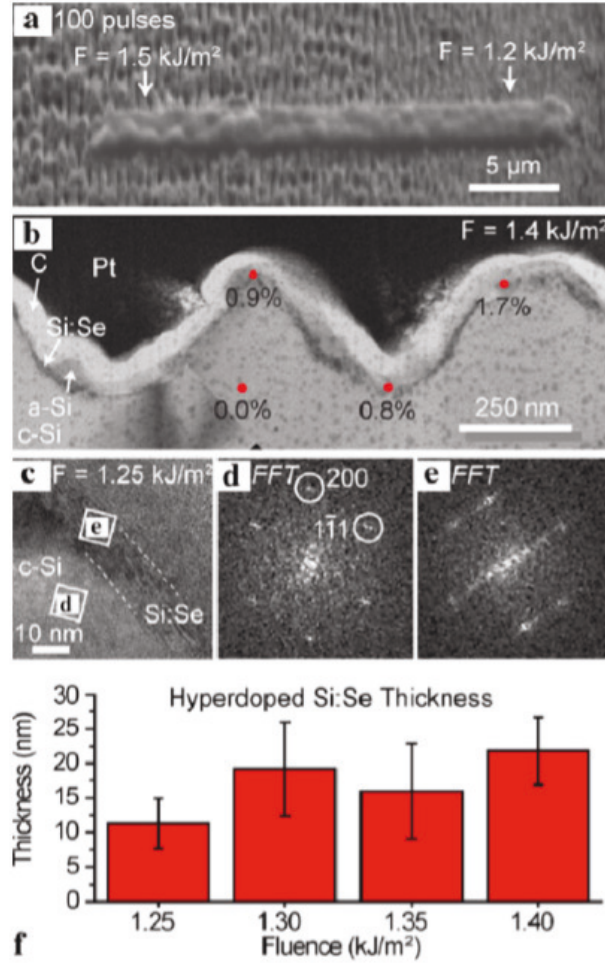 a 100 pulses
F = 1.5 kJ/m² F = 1.2 kJ/m²
5 µm
b F = 1.4 kJ/m²
C Pt
0.9% 1.7%
Si:Se
a-Si 0.0% 0.8%
c-Si 250 nm
c F = 1.25 kJ/m² d FFT 200 e FFT
e 11̅1
c-Si
d Si:Se
10 nm
Hyperdoped Si:Se Thickness
Thickness (nm)
30
25
20
15
10
5
0
1.25 1.30 1.35 1.40
f Fluence (kJ/m²)